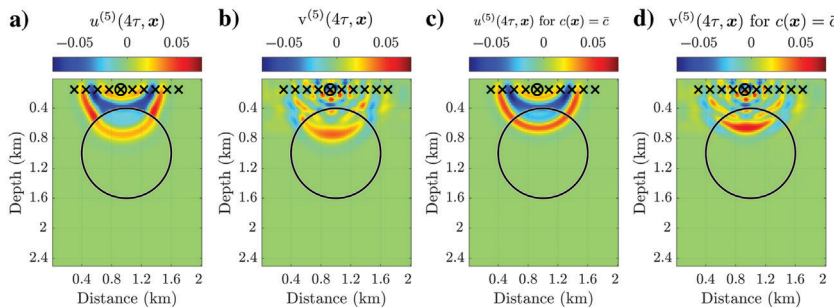 a) u⁽⁵⁾(4τ, x)
−0.05 0 0.05
0.4
0.8
1.2
1.6
2
2.4
Depth (km)
0.4 0.8 1.2 1.6 2
Distance (km)
b) v⁽⁵⁾(4τ, x)
−0.05 0 0.05
0.4
0.8
1.2
1.6
2
2.4
Depth (km)
0.4 0.8 1.2 1.6 2
Distance (km)
c) u⁽⁵⁾(4τ, x) for c(x) = c̄
−0.05 0 0.05
0.4
0.8
1.2
1.6
2
2.4
Depth (km)
0.4 0.8 1.2 1.6 2
Distance (km)
d) v⁽⁵⁾(4τ, x) for c(x) = c̄
−0.05 0 0.05
0.4
0.8
1.2
1.6
2
2.4
Depth (km)
0.4 0.8 1.2 1.6 2
Distance (km)